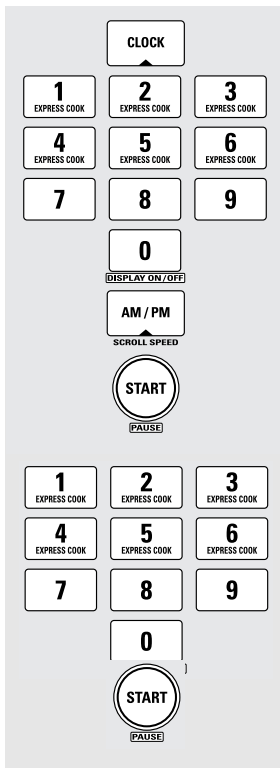 CLOCK
1 2 3
EXPRESS COOK EXPRESS COOK EXPRESS COOK
4 5 6
EXPRESS COOK EXPRESS COOK EXPRESS COOK
7 8 9
0
DISPLAY ON/OFF
AM / PM
SCROLL SPEED
START
PAUSE
1 2 3
EXPRESS COOK EXPRESS COOK EXPRESS COOK
4 5 6
EXPRESS COOK EXPRESS COOK EXPRESS COOK
7 8 9
0
START
PAUSE